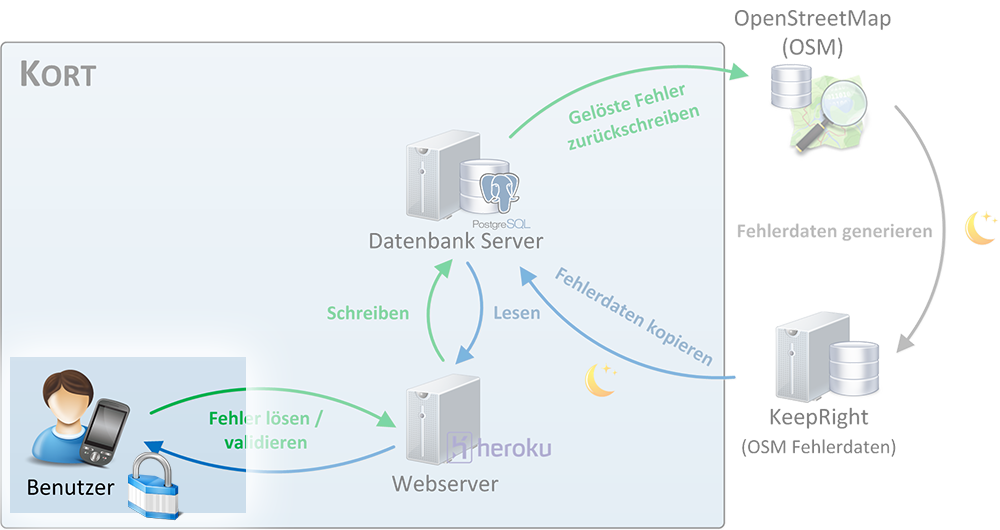 OpenStreetMap
(OSM)
KORT
Gelöste Fehler
zurückschreiben
PostgreSQL
Datenbank Server
Fehlerdaten generieren
Schreiben
Lesen
Fehlerdaten kopieren
Fehler lösen /
validieren
heroku
KeepRight
(OSM Fehlerdaten)
Webserver
Benutzer